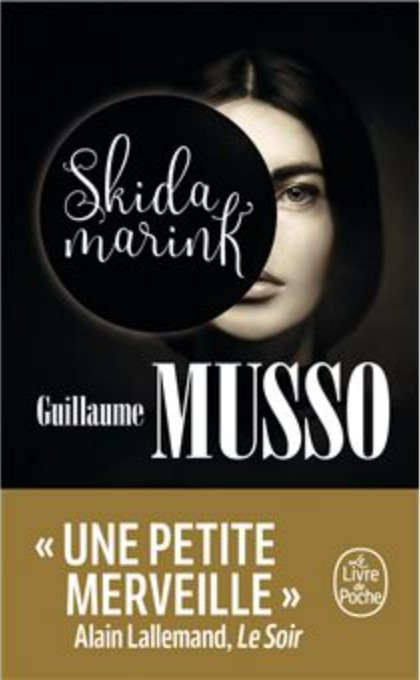 Skida
marink
Guillaume MUSSO
« UNE PETITE
MERVEILLE »
Alain Lallemand, Le Soir
Le
Livre
de
Poche